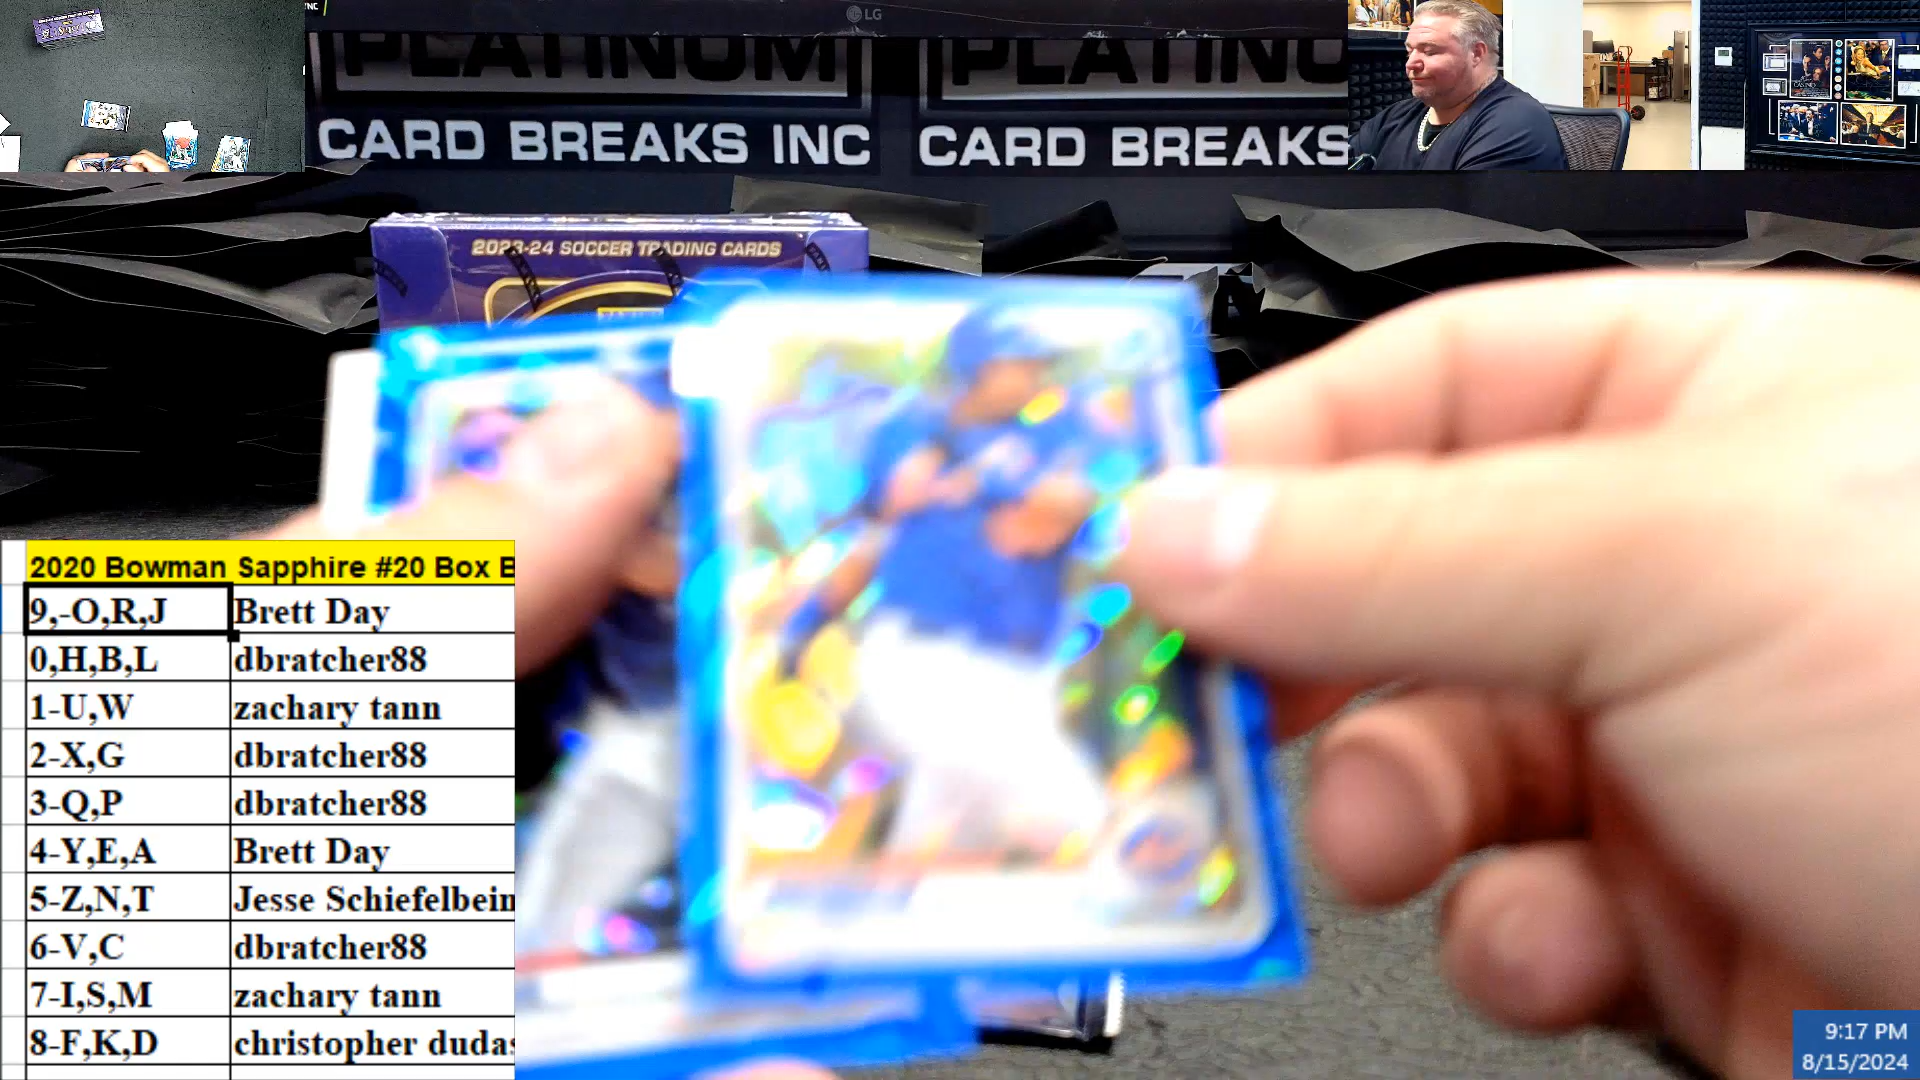 NC
LG
PLATINUM PLATINU
CARD BREAKS INC CARD BREAKS
2023-24 SOCCER TRADING CARDS
2020 Bowman Sapphire #20 Box B
9,-O,R,J Brett Day
0,H,B,L dbratcher88
1-U,W zachary tann
2-X,G dbratcher88
3-Q,P dbratcher88
4-Y,E,A Brett Day
5-Z,N,T Jesse Schiefelbein
6-V,C dbratcher88
7-I,S,M zachary tann
8-F,K,D christopher dudas
9:17 PM
8/15/2024